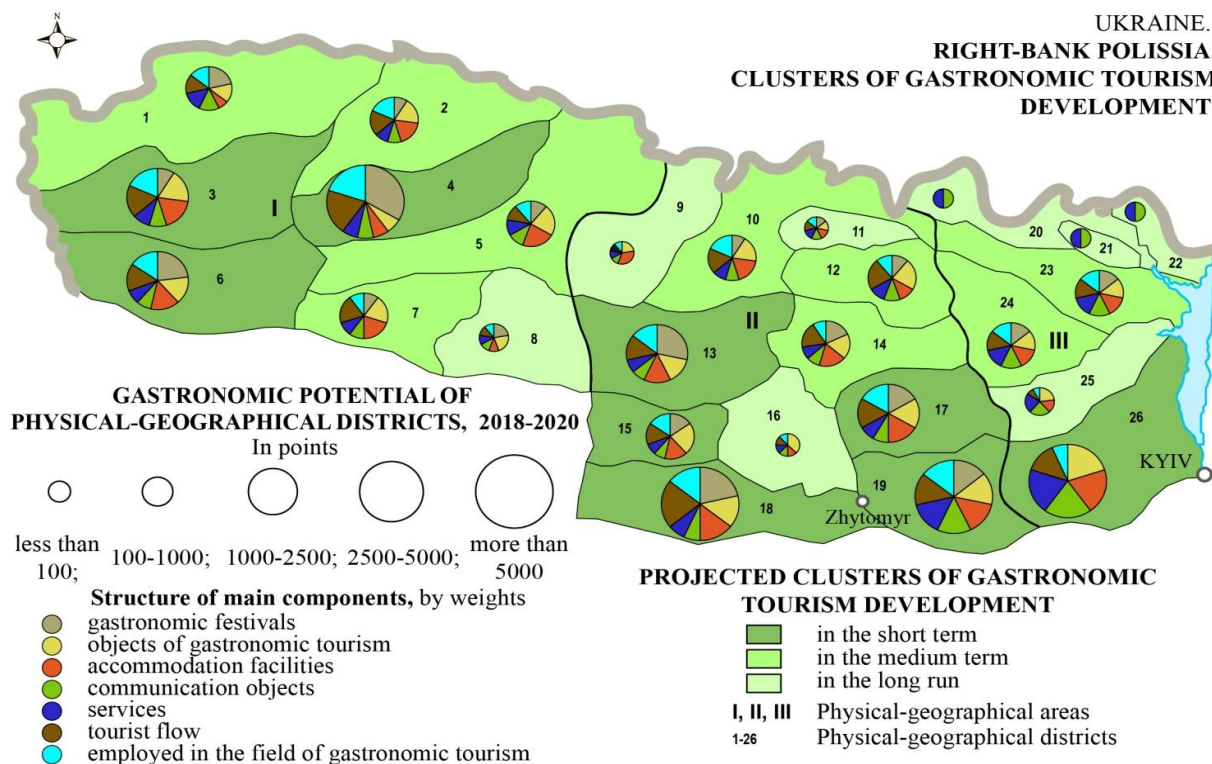 N
UKRAINE.
RIGHT-BANK POLISSIA.
CLUSTERS OF GASTRONOMIC TOURISM
DEVELOPMENT
1
2
3
I
4
5
6
7
8
9
10
11
12
II
13
14
15
16
17
18
19
20
21
22
23
24
III
25
26
KYIV
Zhytomyr
GASTRONOMIC POTENTIAL OF
PHYSICAL-GEOGRAPHICAL DISTRICTS, 2018-2020
In points
less than 100;
100-1000;
1000-2500;
2500-5000;
more than 5000
Structure of main components, by weights
gastronomic festivals
objects of gastronomic tourism
accommodation facilities
communication objects
services
tourist flow
employed in the field of gastronomic tourism
PROJECTED CLUSTERS OF GASTRONOMIC
TOURISM DEVELOPMENT
in the short term
in the medium term
in the long run
I, II, III Physical-geographical areas
1-26 Physical-geographical districts